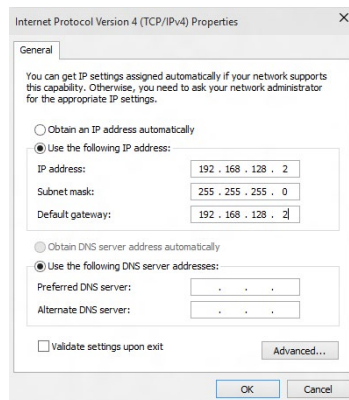 Internet Protocol Version 4 (TCP/IPv4) Properties
General
You can get IP settings assigned automatically if your network supports
this capability. Otherwise, you need to ask your network administrator
for the appropriate IP settings.
Obtain an IP address automatically
Use the following IP address:
IP address: 192 . 168 . 128 . 2
Subnet mask: 255 . 255 . 255 . 0
Default gateway: 192 . 168 . 128 . 2
Obtain DNS server address automatically
Use the following DNS server addresses:
Preferred DNS server: . . .
Alternate DNS server: . . .
Validate settings upon exit
Advanced...
OK Cancel